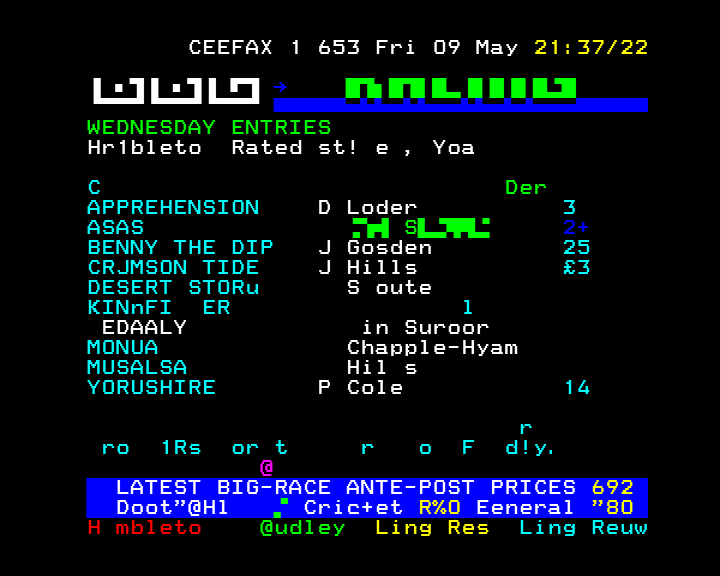 CEEFAX 1 653 Fri 09 May 21:37/22
WEDNESDAY ENTRIES
Hr1bleto Rated st! e , Yoa
C Der
APPREHENSION D Loder 3
ASAS S 2+
BENNY THE DIP J Gosden 25
CRJMSON TIDE J Hills £3
DESERT STORu S oute
KINnFI ER l
EDAALY in Suroor
MONUA Chapple-Hyam
MUSALSA Hil s
YORUSHIRE P Cole 14
r
ro 1Rs or t r o F d!y.
@
LATEST BIG-RACE ANTE-POST PRICES 692
Doot"@Hl Cric+et R%O Eeneral "80
H mbleto @udley Ling Res Ling Reuw